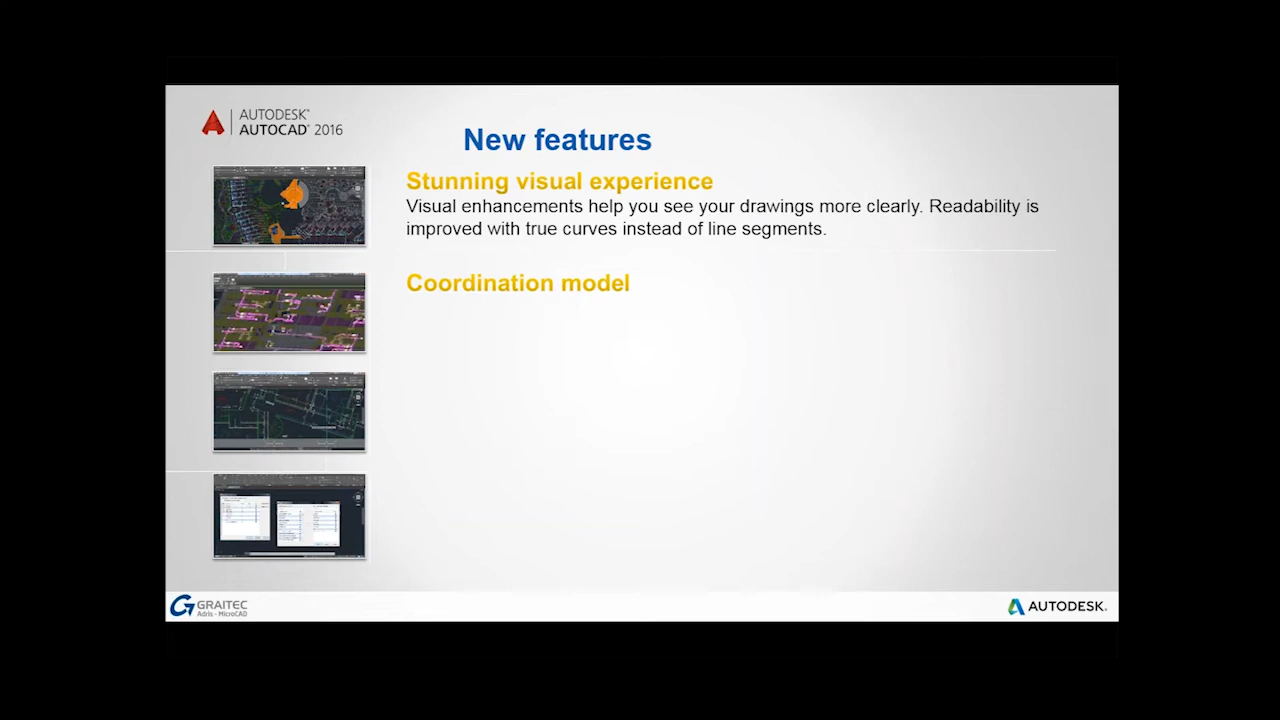 AUTODESK®
AUTOCAD® 2016
New features
Stunning visual experience
Visual enhancements help you see your drawings more clearly. Readability is
improved with true curves instead of line segments.
Coordination model
GRAITEC
Adris - MicroCAD
AUTODESK®